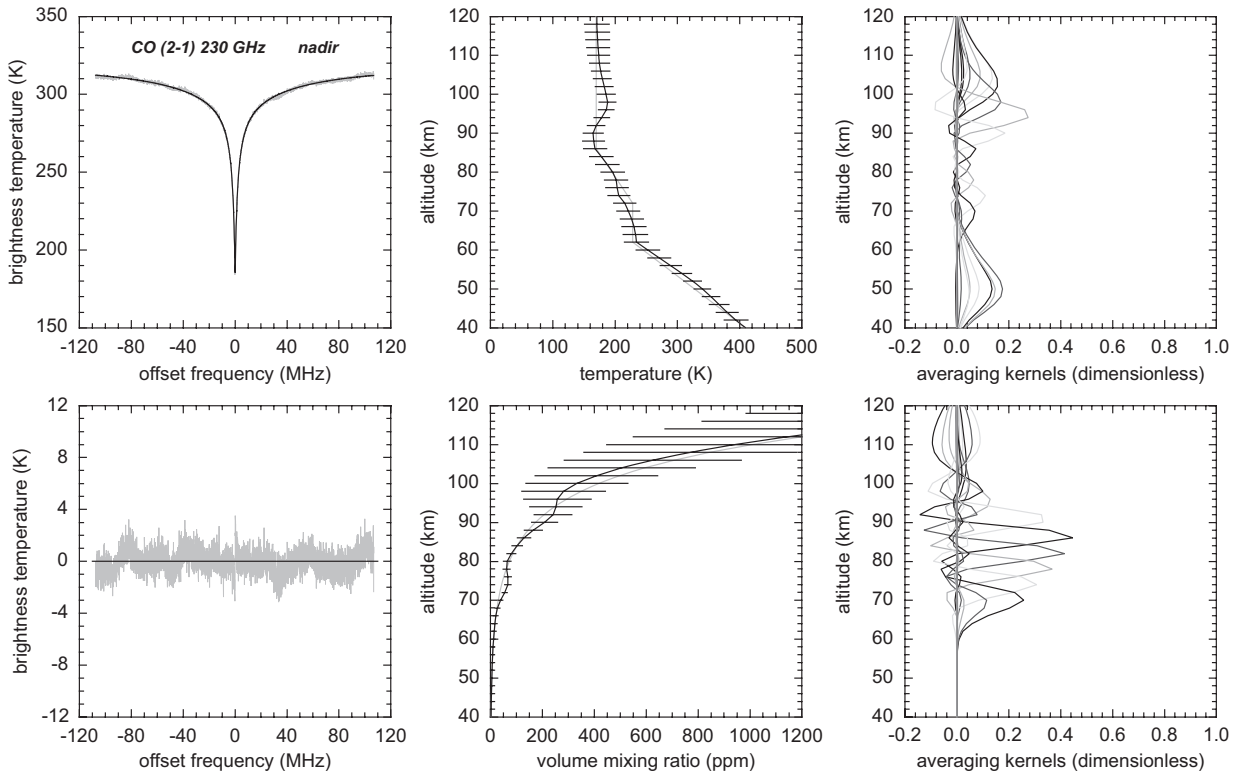 CO (2-1) 230 GHz nadir
brightness temperature (K)
350
300
250
200
150
-120 -80 -40 0 40 80 120
offset frequency (MHz)
altitude (km)
120
110
100
90
80
70
60
50
40
0 100 200 300 400 500
temperature (K)
altitude (km)
120
110
100
90
80
70
60
50
40
-0.2 0.0 0.2 0.4 0.6 0.8 1.0
averaging kernels (dimensionless)
brightness temperature (K)
12
8
4
0
-4
-8
-12
-120 -80 -40 0 40 80 120
offset frequency (MHz)
altitude (km)
120
110
100
90
80
70
60
50
40
0 200 400 600 800 1000 1200
volume mixing ratio (ppm)
altitude (km)
120
110
100
90
80
70
60
50
40
-0.2 0.0 0.2 0.4 0.6 0.8 1.0
averaging kernels (dimensionless)